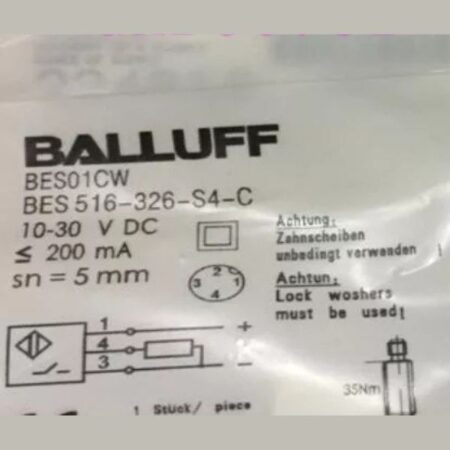 BALLUFF
BES01CW
BES 516-326-S4-C
10-30 V DC
≤ 200 mA
sn = 5 mm
2
3 1
4
Achtung:
Zahnscheiben
unbedingt verwenden !
Achtun:
Lock woshers
must be used!
1 +
4
3 -
35Nm
1 Stück/ piece